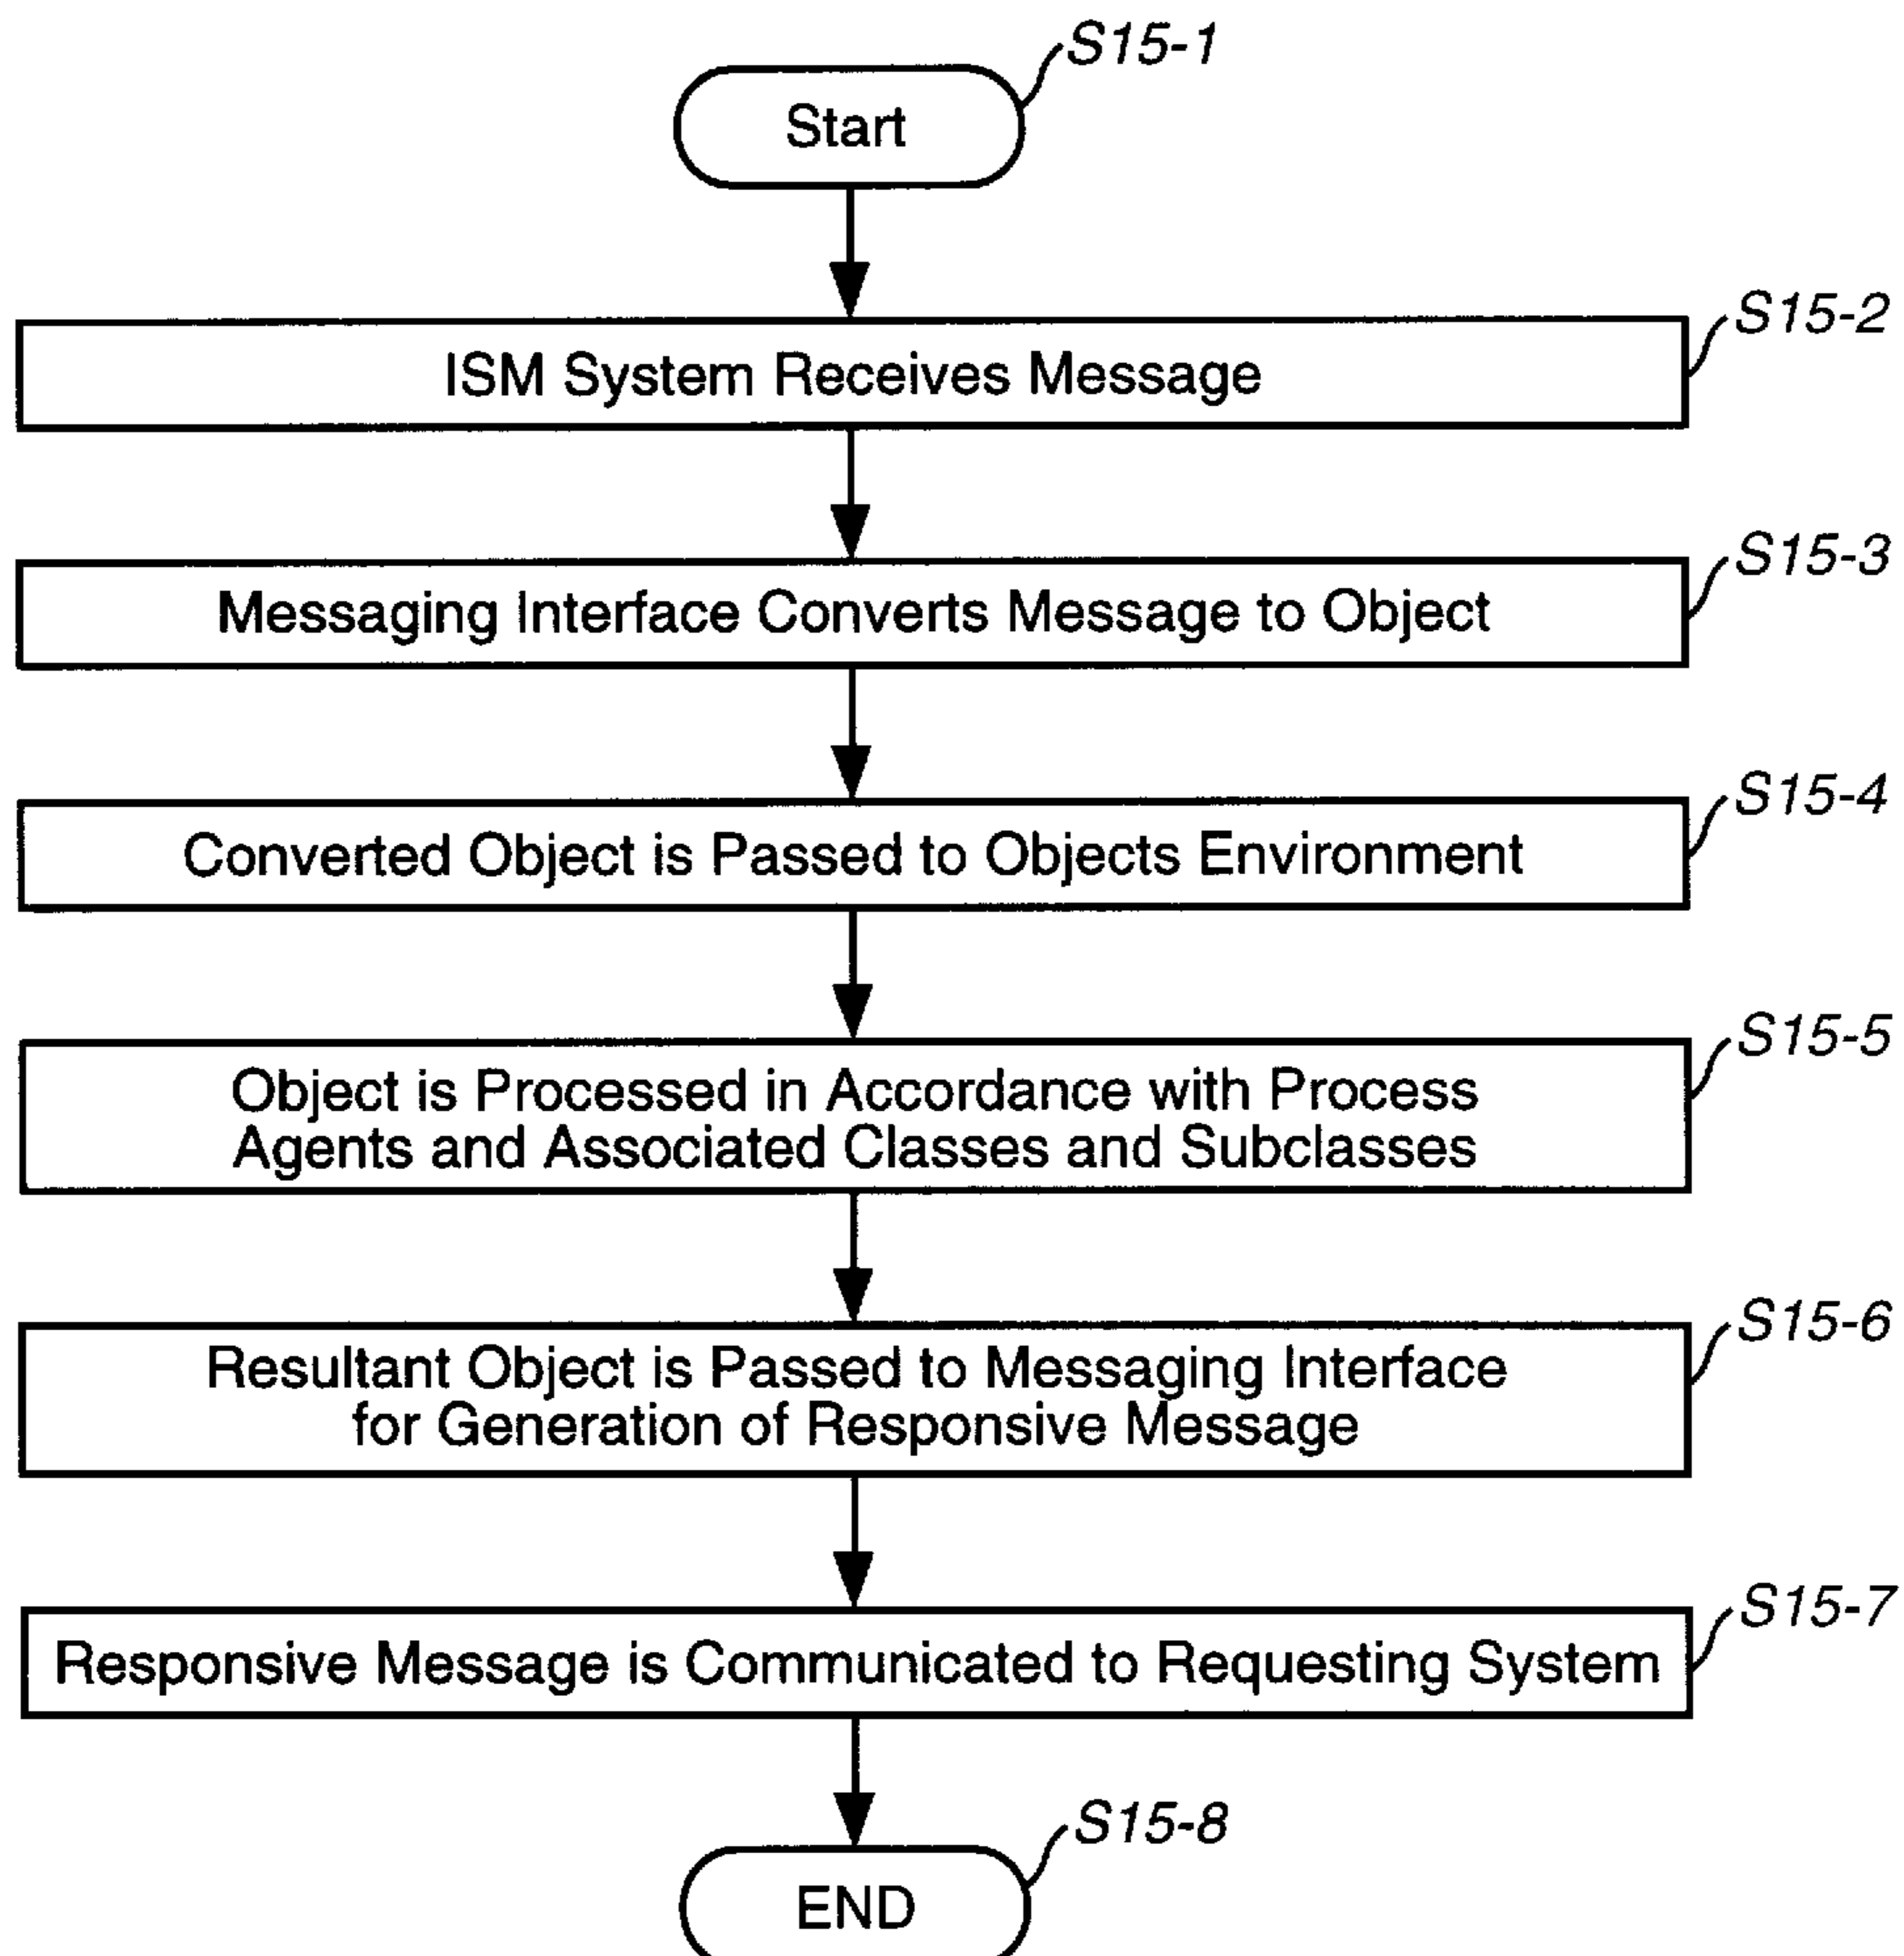 S15-1
Start
S15-2
ISM System Receives Message
S15-3
Messaging Interface Converts Message to Object
S15-4
Converted Object is Passed to Objects Environment
S15-5
Object is Processed in Accordance with Process
Agents and Associated Classes and Subclasses
S15-6
Resultant Object is Passed to Messaging Interface
for Generation of Responsive Message
S15-7
Responsive Message is Communicated to Requesting System
S15-8
END